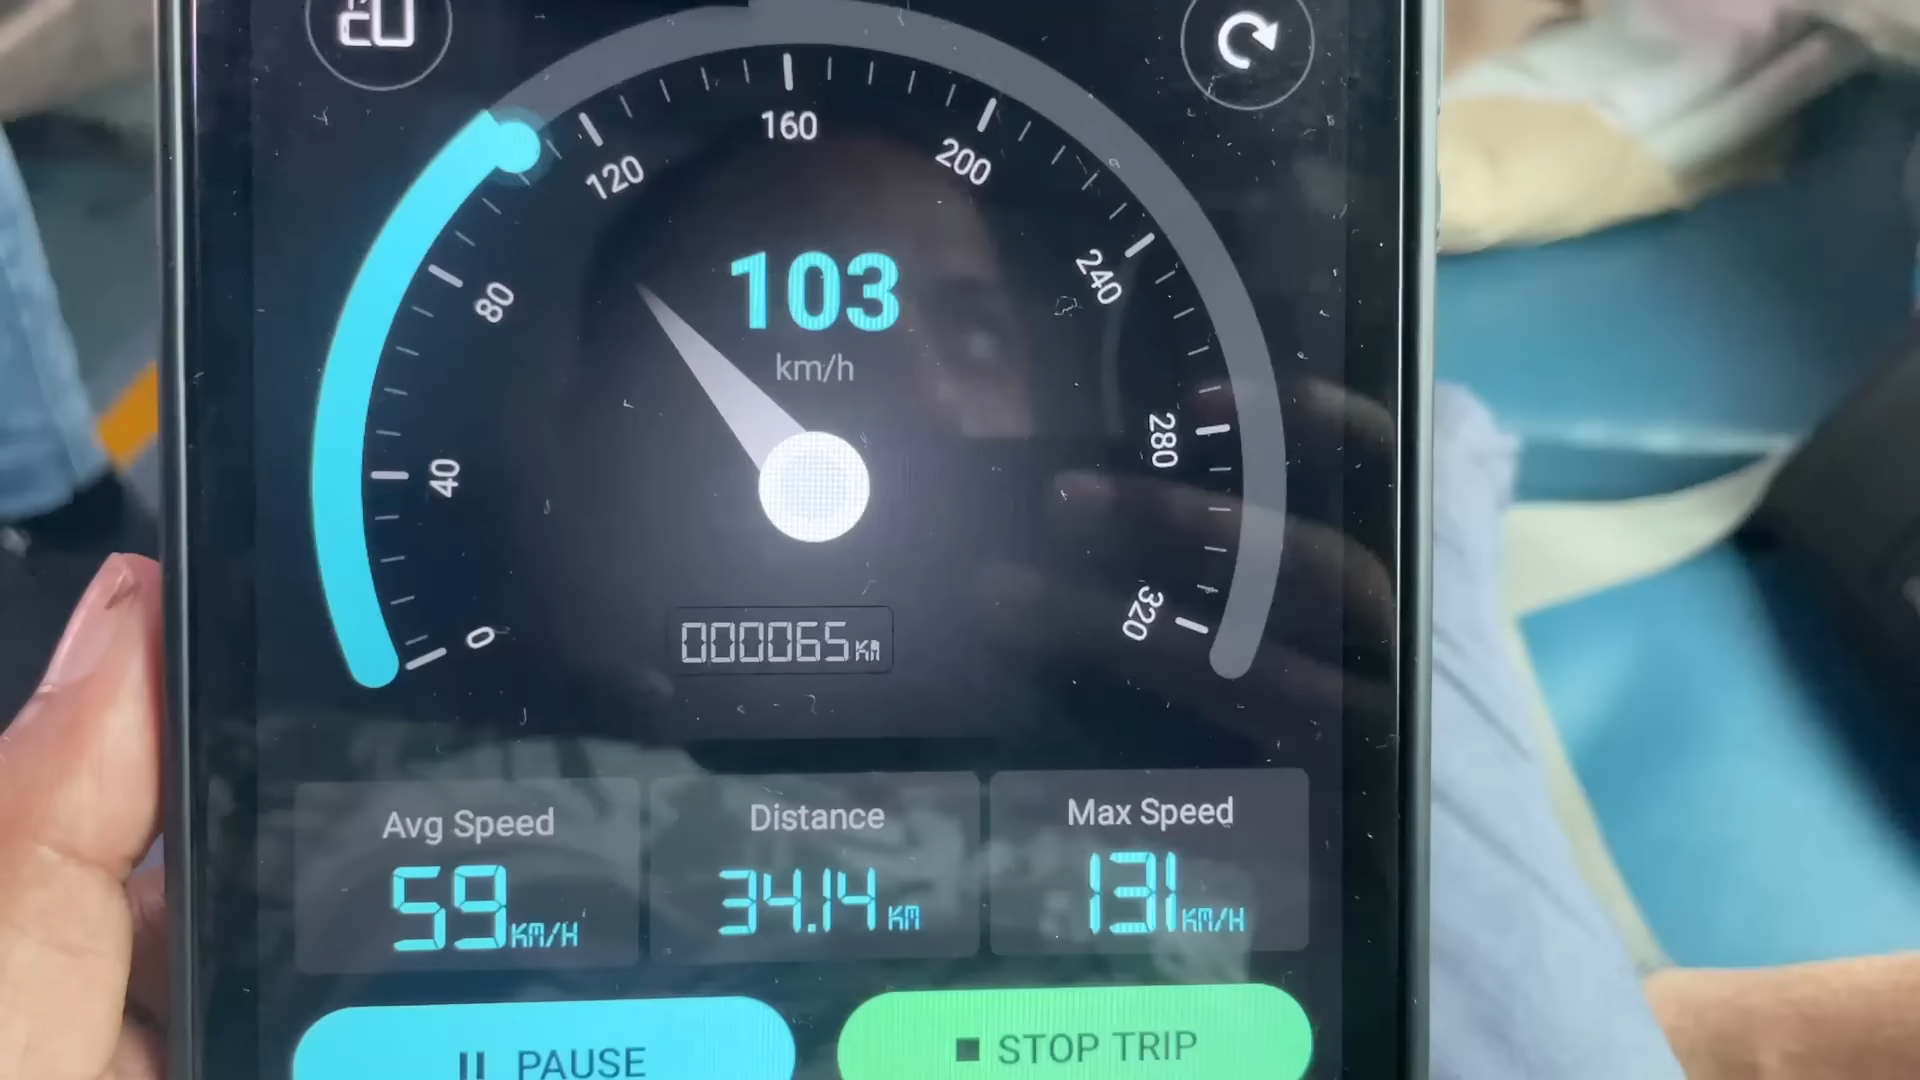 0
40
80
120
160
200
240
280
320
103
km/h
000065 KM
Avg Speed
59 KM/H
Distance
34.14 KM
Max Speed
131 KM/H
PAUSE
STOP TRIP